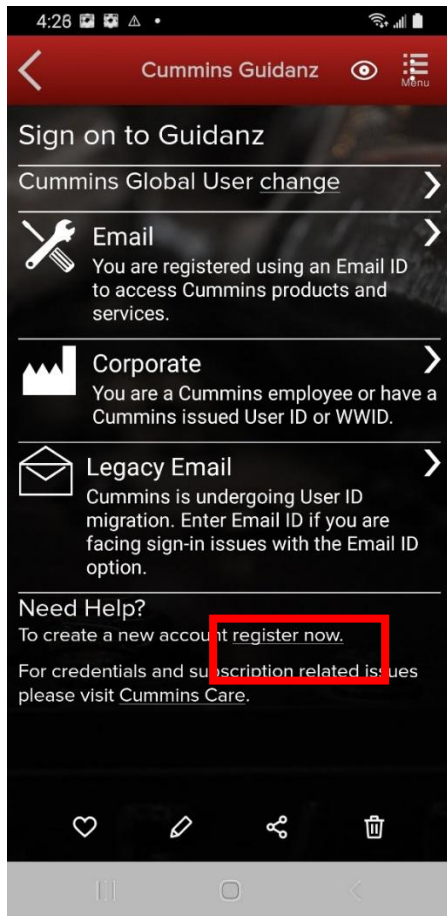 4:26
Cummins Guidanz
Menu
Sign on to Guidanz
Cummins Global User change
Email
You are registered using an Email ID
to access Cummins products and
services.
Corporate
You are a Cummins employee or have a
Cummins issued User ID or WWID.
Legacy Email
Cummins is undergoing User ID
migration. Enter Email ID if you are
facing sign-in issues with the Email ID
option.
Need Help?
To create a new account register now.
For credentials and subscription related issues
please visit Cummins Care.